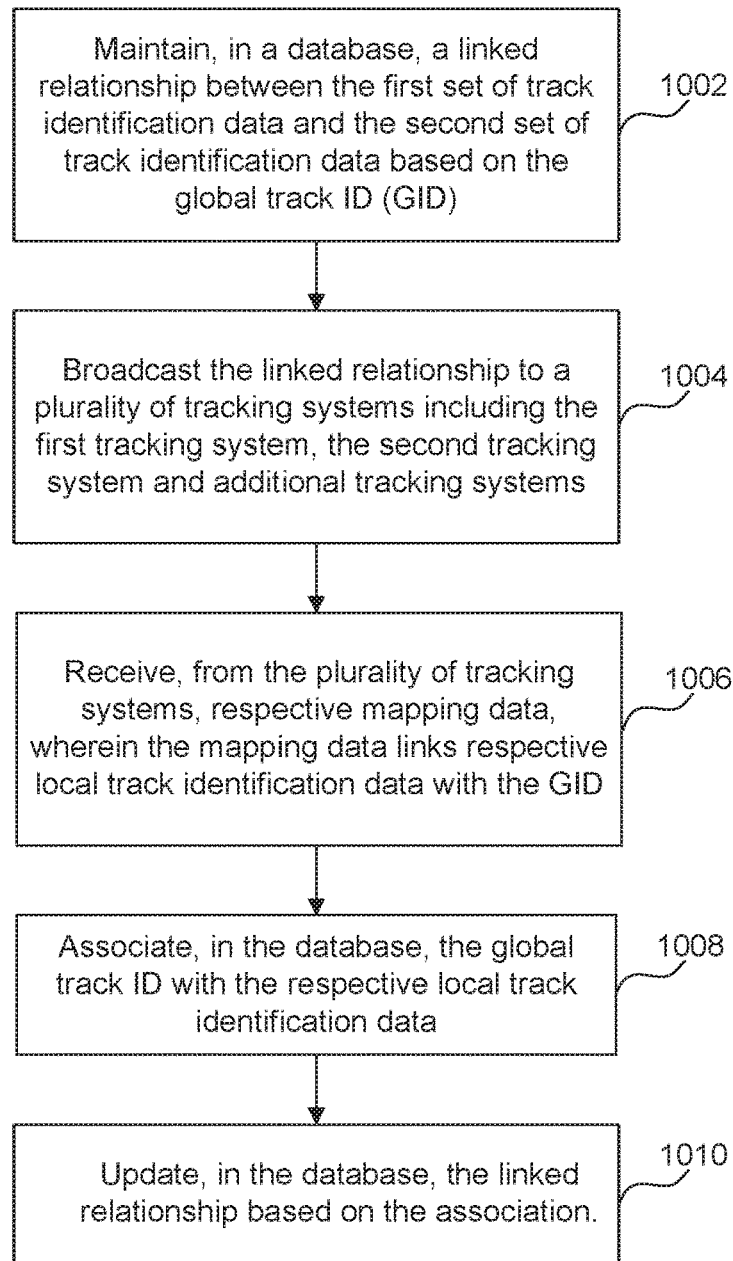 Maintain, in a database, a linked
relationship between the first set of track
identification data and the second set of
track identification data based on the
global track ID (GID)
1002
Broadcast the linked relationship to a
plurality of tracking systems including the
first tracking system, the second tracking
system and additional tracking systems
1004
Receive, from the plurality of tracking
systems, respective mapping data,
wherein the mapping data links respective
local track identification data with the GID
1006
Associate, in the database, the global
track ID with the respective local track
identification data
1008
Update, in the database, the linked
relationship based on the association.
1010